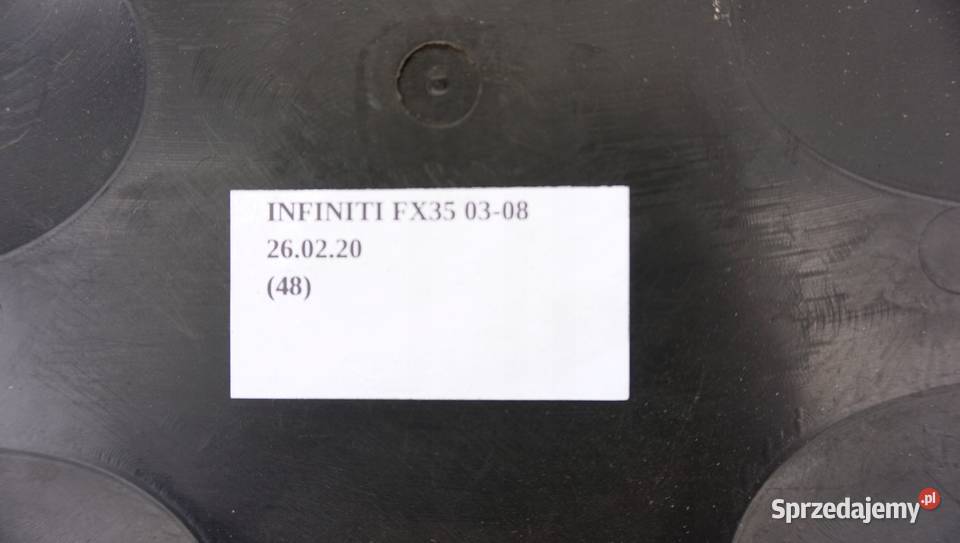 INFINITI FX35 03-08
26.02.20
(48)
Sprzedajemy.pl